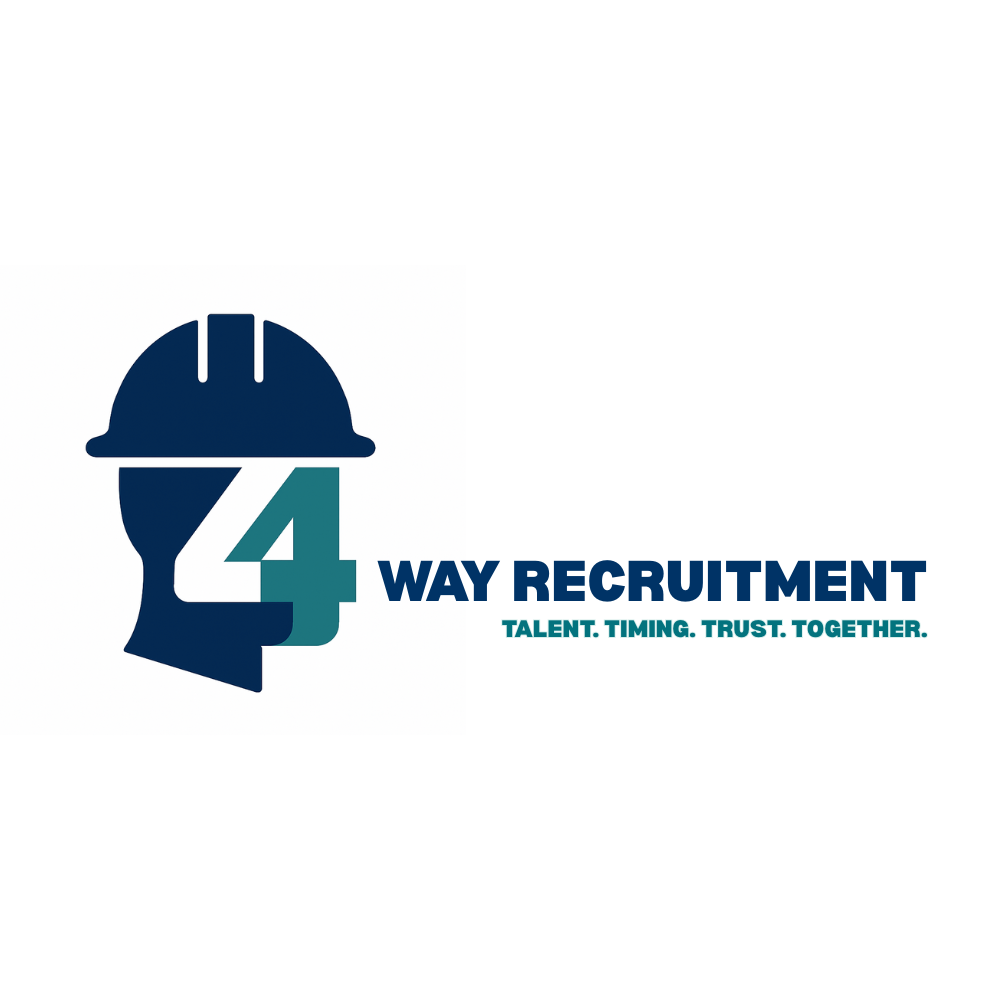 4 WAY RECRUITMENT
TALENT. TIMING. TRUST. TOGETHER.